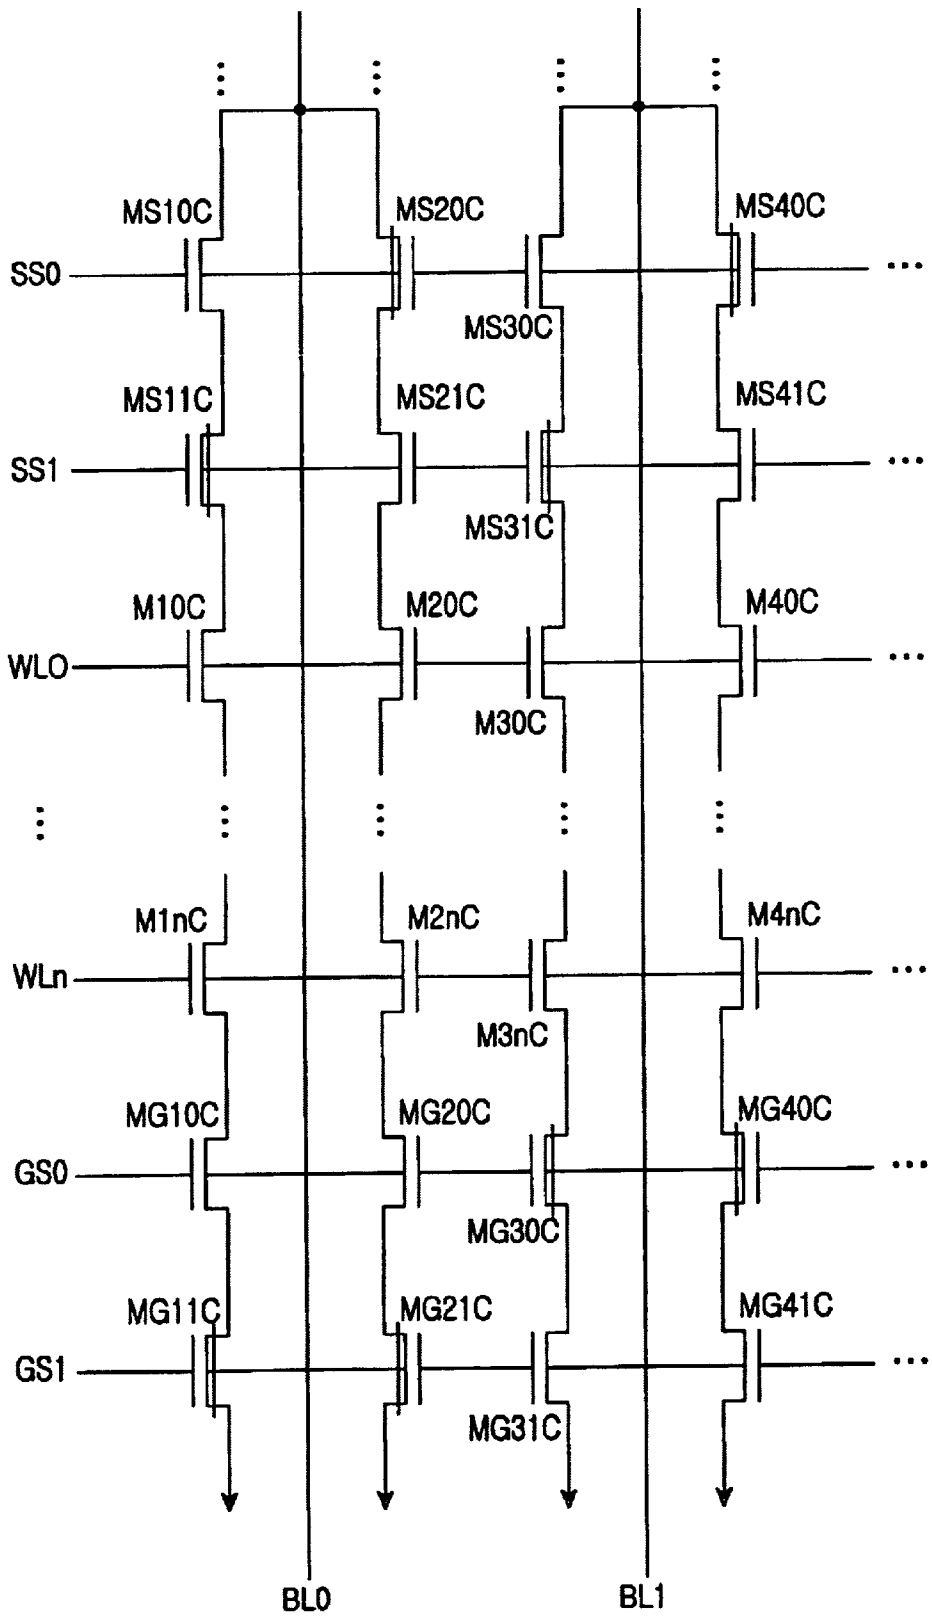 MS10C MS20C MS40C
SS0 ...
MS30C
MS11C MS21C MS41C
SS1 ...
MS31C
M10C M20C M40C
WL0 ...
M30C
M1nC M2nC M4nC
WLn ...
M3nC
MG10C MG20C MG40C
GS0 ...
MG30C
MG11C MG21C MG41C
GS1 ...
MG31C
BL0 BL1